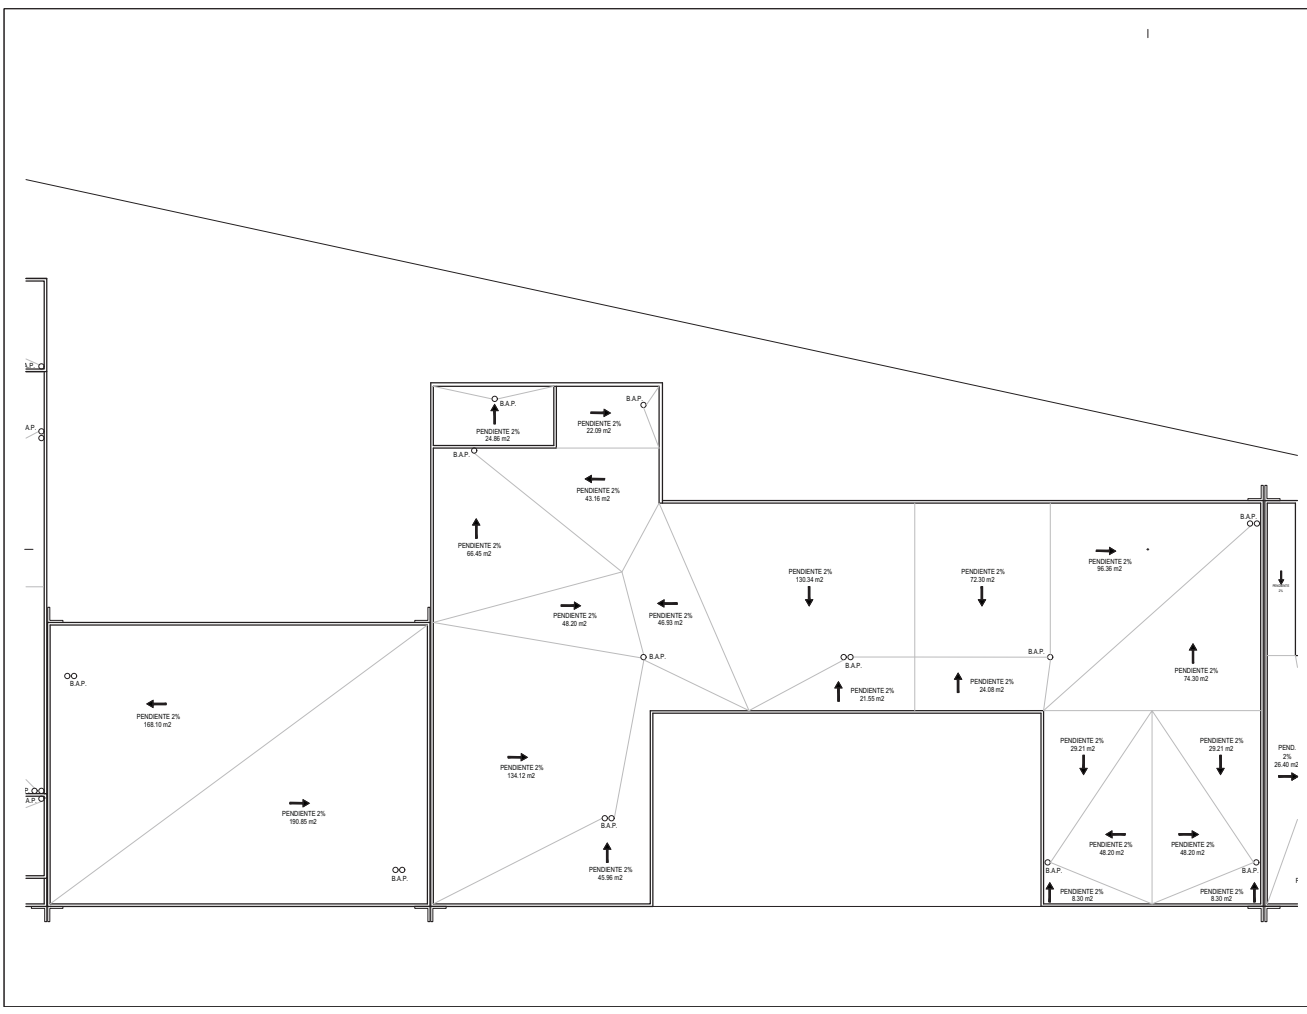 A.P.
B.A.P.
B.A.P.
PENDIENTE 2%
24.86 m2
PENDIENTE 2%
22.09 m2
A.P.
B.A.P.
PENDIENTE 2%
43.16 m2
B.A.P.
PENDIENTE 2%
66.45 m2
PENDIENTE 2%
96.36 m2
PENDIENTE 2%
130.34 m2
PENDIENTE 2%
72.30 m2
PENDIENTE
2%
PENDIENTE 2%
48.20 m2
PENDIENTE 2%
46.93 m2
B.A.P.
B.A.P.
B.A.P.
PENDIENTE 2%
74.30 m2
B.A.P.
PENDIENTE 2%
21.55 m2
PENDIENTE 2%
24.08 m2
PENDIENTE 2%
168.10 m2
PENDIENTE 2%
29.21 m2
PENDIENTE 2%
29.21 m2
PEND.
2%
26.40 m2
PENDIENTE 2%
134.12 m2
P.
A.P.
PENDIENTE 2%
190.85 m2
B.A.P.
PENDIENTE 2%
48.20 m2
PENDIENTE 2%
48.20 m2
B.A.P.
PENDIENTE 2%
45.96 m2
B.A.P.
B.A.P.
PENDIENTE 2%
8.30 m2
PENDIENTE 2%
8.30 m2